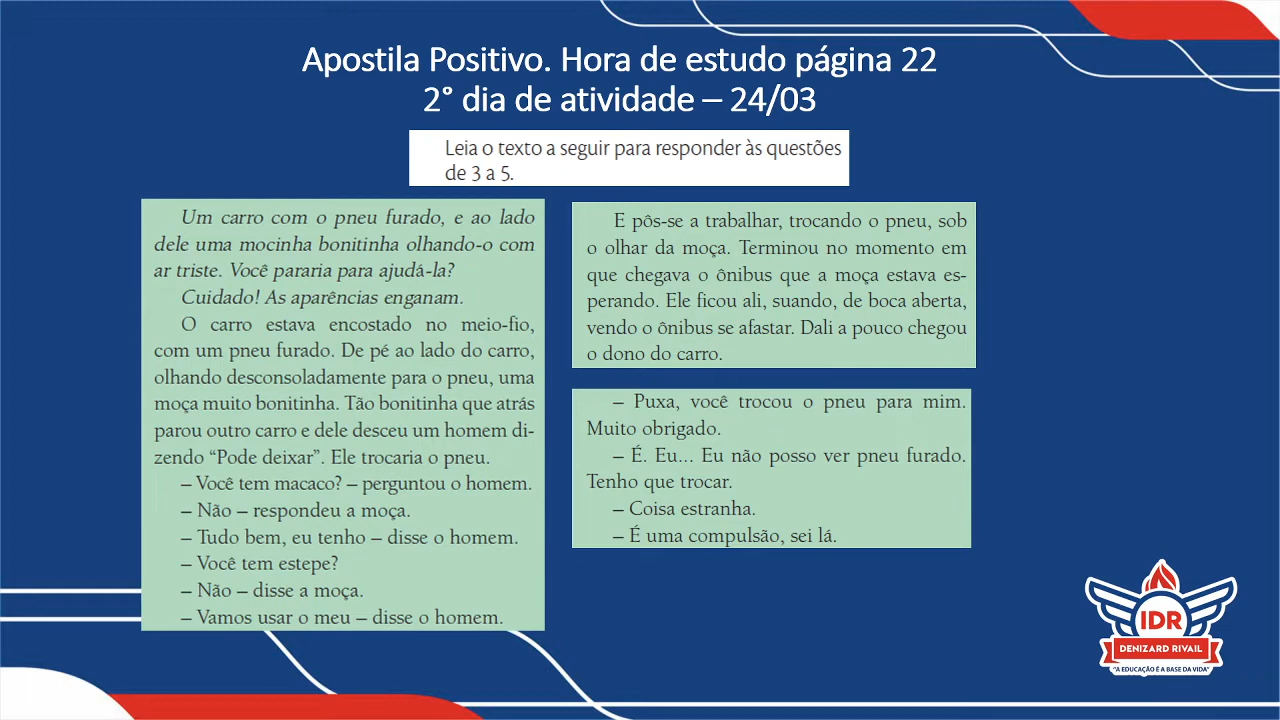 Apostila Positivo. Hora de estudo página 22
2° dia de atividade – 24/03
Leia o texto a seguir para responder às questões
de 3 a 5.
Um carro com o pneu furado, e ao lado
dele uma mocinha bonitinha olhando-o com
ar triste. Você pararia para ajudá-la?
Cuidado! As aparências enganam.
O carro estava encostado no meio-fio,
com um pneu furado. De pé ao lado do carro,
olhando desconsoladamente para o pneu, uma
moça muito bonitinha. Tão bonitinha que atrás
parou outro carro e dele desceu um homem di-
zendo “Pode deixar”. Ele trocaria o pneu.
– Você tem macaco? – perguntou o homem.
– Não – respondeu a moça.
– Tudo bem, eu tenho – disse o homem.
– Você tem estepe?
– Não – disse a moça.
– Vamos usar o meu – disse o homem.
E pôs-se a trabalhar, trocando o pneu, sob
o olhar da moça. Terminou no momento em
que chegava o ônibus que a moça estava es-
perando. Ele ficou ali, suando, de boca aberta,
vendo o ônibus se afastar. Dali a pouco chegou
o dono do carro.
– Puxa, você trocou o pneu para mim.
Muito obrigado.
– É. Eu... Eu não posso ver pneu furado.
Tenho que trocar.
– Coisa estranha.
– É uma compulsão, sei lá.
IDR
DENIZARD RIVAIL
"A EDUCAÇÃO É A BASE DA VIDA"